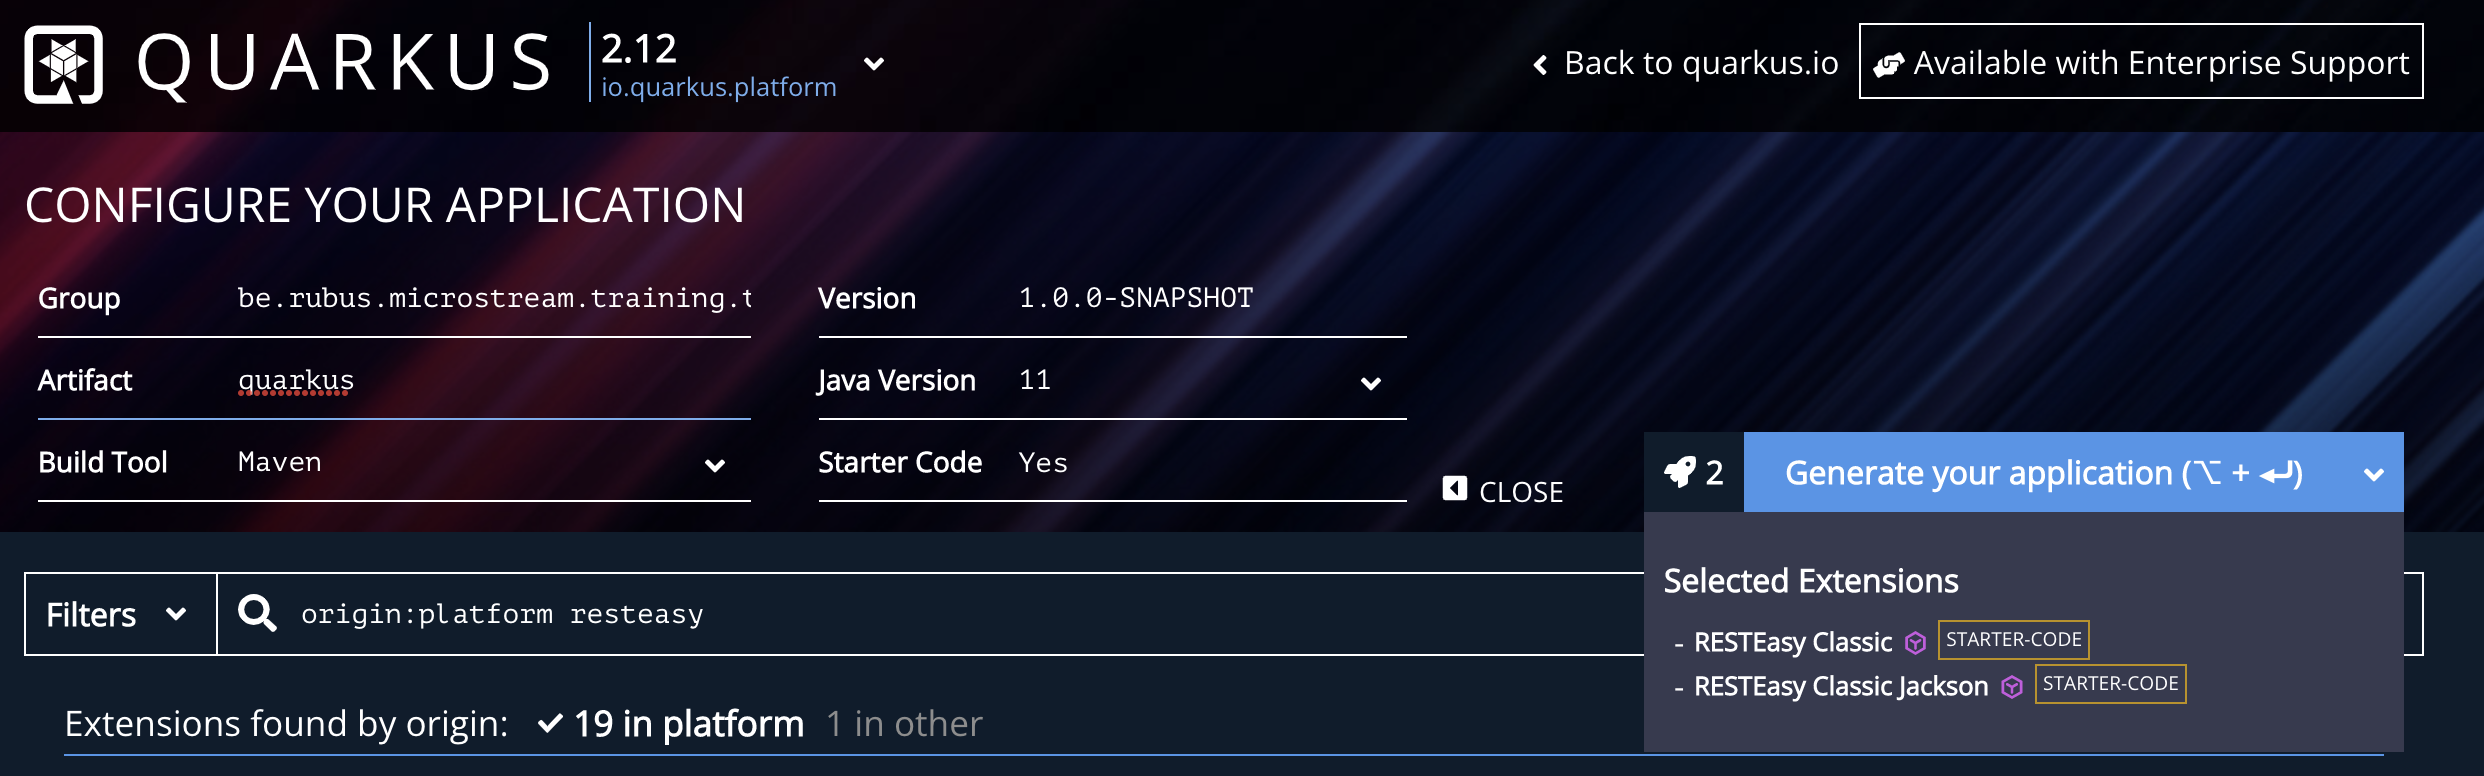 QUARKUS
2.12
io.quarkus.platform
Back to quarkus.io
Available with Enterprise Support
CONFIGURE YOUR APPLICATION
Group be.rubus.microstream.training.t
Version 1.0.0-SNAPSHOT
Artifact quarkus
Java Version 11
Build Tool Maven
Starter Code Yes
CLOSE
2 Generate your application (⌥ + ↵)
Selected Extensions
- RESTEasy Classic STARTER-CODE
- RESTEasy Classic Jackson STARTER-CODE
Filters
origin:platform resteasy
Extensions found by origin: 19 in platform 1 in other